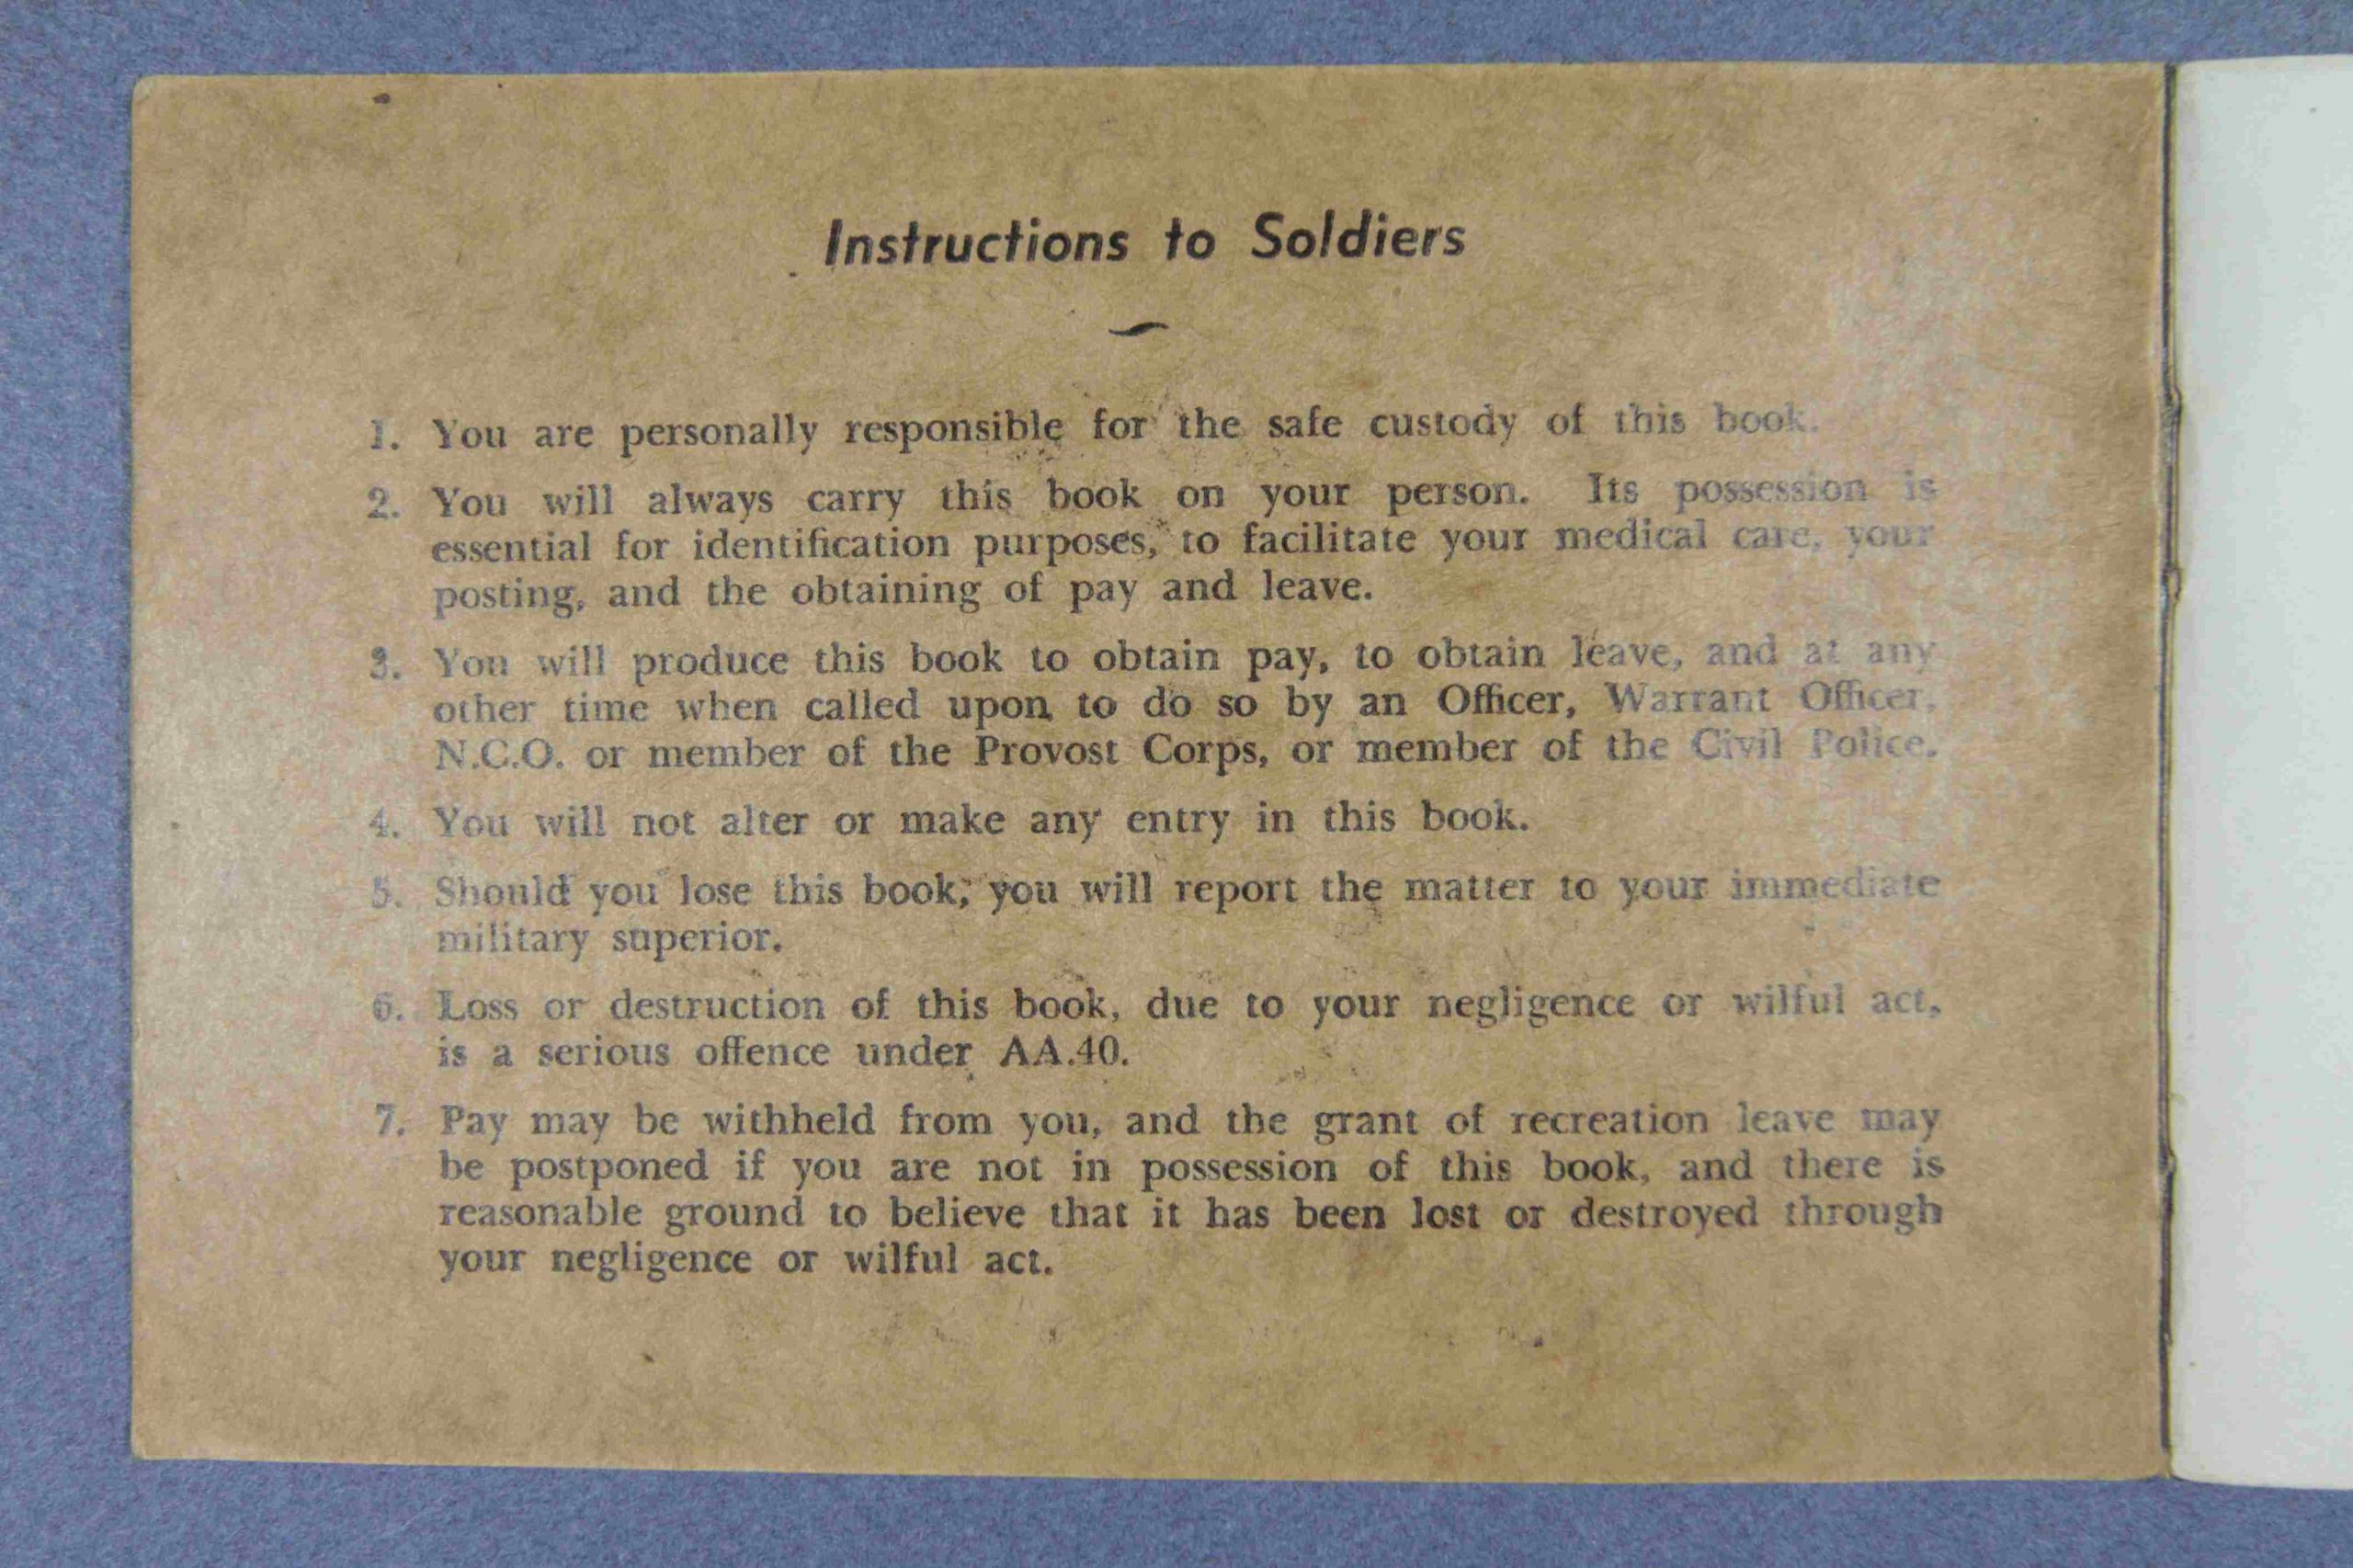 Instructions to Soldiers
1. You are personally responsible for the safe custody of this book.
2. You will always carry this book on your person. Its possession is
essential for identification purposes, to facilitate your medical care, your
posting, and the obtaining of pay and leave.
3. You will produce this book to obtain pay, to obtain leave, and at any
other time when called upon to do so by an Officer, Warrant Officer,
N.C.O. or member of the Provost Corps, or member of the Civil Police.
4. You will not alter or make any entry in this book.
5. Should you lose this book, you will report the matter to your immediate
military superior.
6. Loss or destruction of this book, due to your negligence or wilful act,
is a serious offence under AA.40.
7. Pay may be withheld from you, and the grant of recreation leave may
be postponed if you are not in possession of this book, and there is
reasonable ground to believe that it has been lost or destroyed through
your negligence or wilful act.